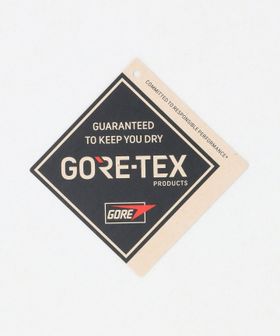 COMMITTED TO RESPONSIBLE PERFORMANCE*
GUARANTEED
TO KEEP YOU DRY
GORE-TEX
PRODUCTS
GORE